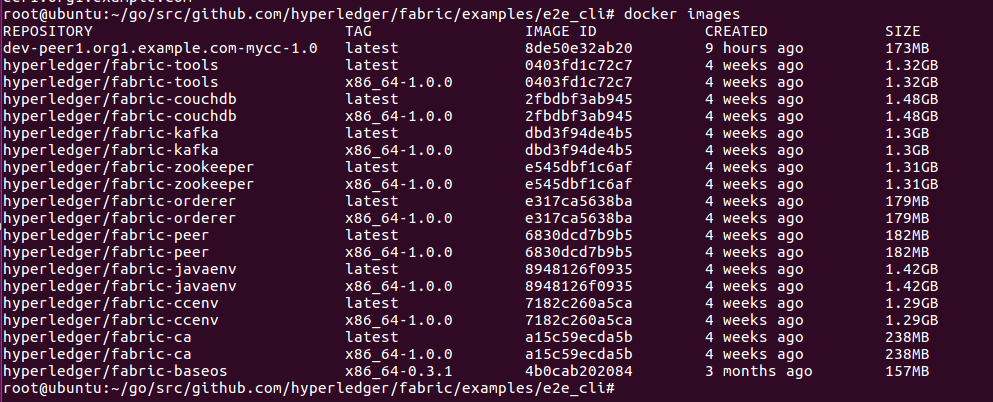 root@ubuntu:~/go/src/github.com/hyperledger/fabric/examples/e2e_cli# docker images
REPOSITORY TAG IMAGE ID CREATED SIZE
dev-peer1.org1.example.com-mycc-1.0 latest 8de50e32ab20 9 hours ago 173MB
hyperledger/fabric-tools latest 0403fd1c72c7 4 weeks ago 1.32GB
hyperledger/fabric-tools x86_64-1.0.0 0403fd1c72c7 4 weeks ago 1.32GB
hyperledger/fabric-couchdb latest 2fbdbf3ab945 4 weeks ago 1.48GB
hyperledger/fabric-couchdb x86_64-1.0.0 2fbdbf3ab945 4 weeks ago 1.48GB
hyperledger/fabric-kafka latest dbd3f94de4b5 4 weeks ago 1.3GB
hyperledger/fabric-kafka x86_64-1.0.0 dbd3f94de4b5 4 weeks ago 1.3GB
hyperledger/fabric-zookeeper latest e545dbf1c6af 4 weeks ago 1.31GB
hyperledger/fabric-zookeeper x86_64-1.0.0 e545dbf1c6af 4 weeks ago 1.31GB
hyperledger/fabric-orderer latest e317ca5638ba 4 weeks ago 179MB
hyperledger/fabric-orderer x86_64-1.0.0 e317ca5638ba 4 weeks ago 179MB
hyperledger/fabric-peer latest 6830dcd7b9b5 4 weeks ago 182MB
hyperledger/fabric-peer x86_64-1.0.0 6830dcd7b9b5 4 weeks ago 182MB
hyperledger/fabric-javaenv latest 8948126f0935 4 weeks ago 1.42GB
hyperledger/fabric-javaenv x86_64-1.0.0 8948126f0935 4 weeks ago 1.42GB
hyperledger/fabric-ccenv latest 7182c260a5ca 4 weeks ago 1.29GB
hyperledger/fabric-ccenv x86_64-1.0.0 7182c260a5ca 4 weeks ago 1.29GB
hyperledger/fabric-ca latest a15c59ecda5b 4 weeks ago 238MB
hyperledger/fabric-ca x86_64-1.0.0 a15c59ecda5b 4 weeks ago 238MB
hyperledger/fabric-baseos x86_64-0.3.1 4b0cab202084 3 months ago 157MB
root@ubuntu:~/go/src/github.com/hyperledger/fabric/examples/e2e_cli#